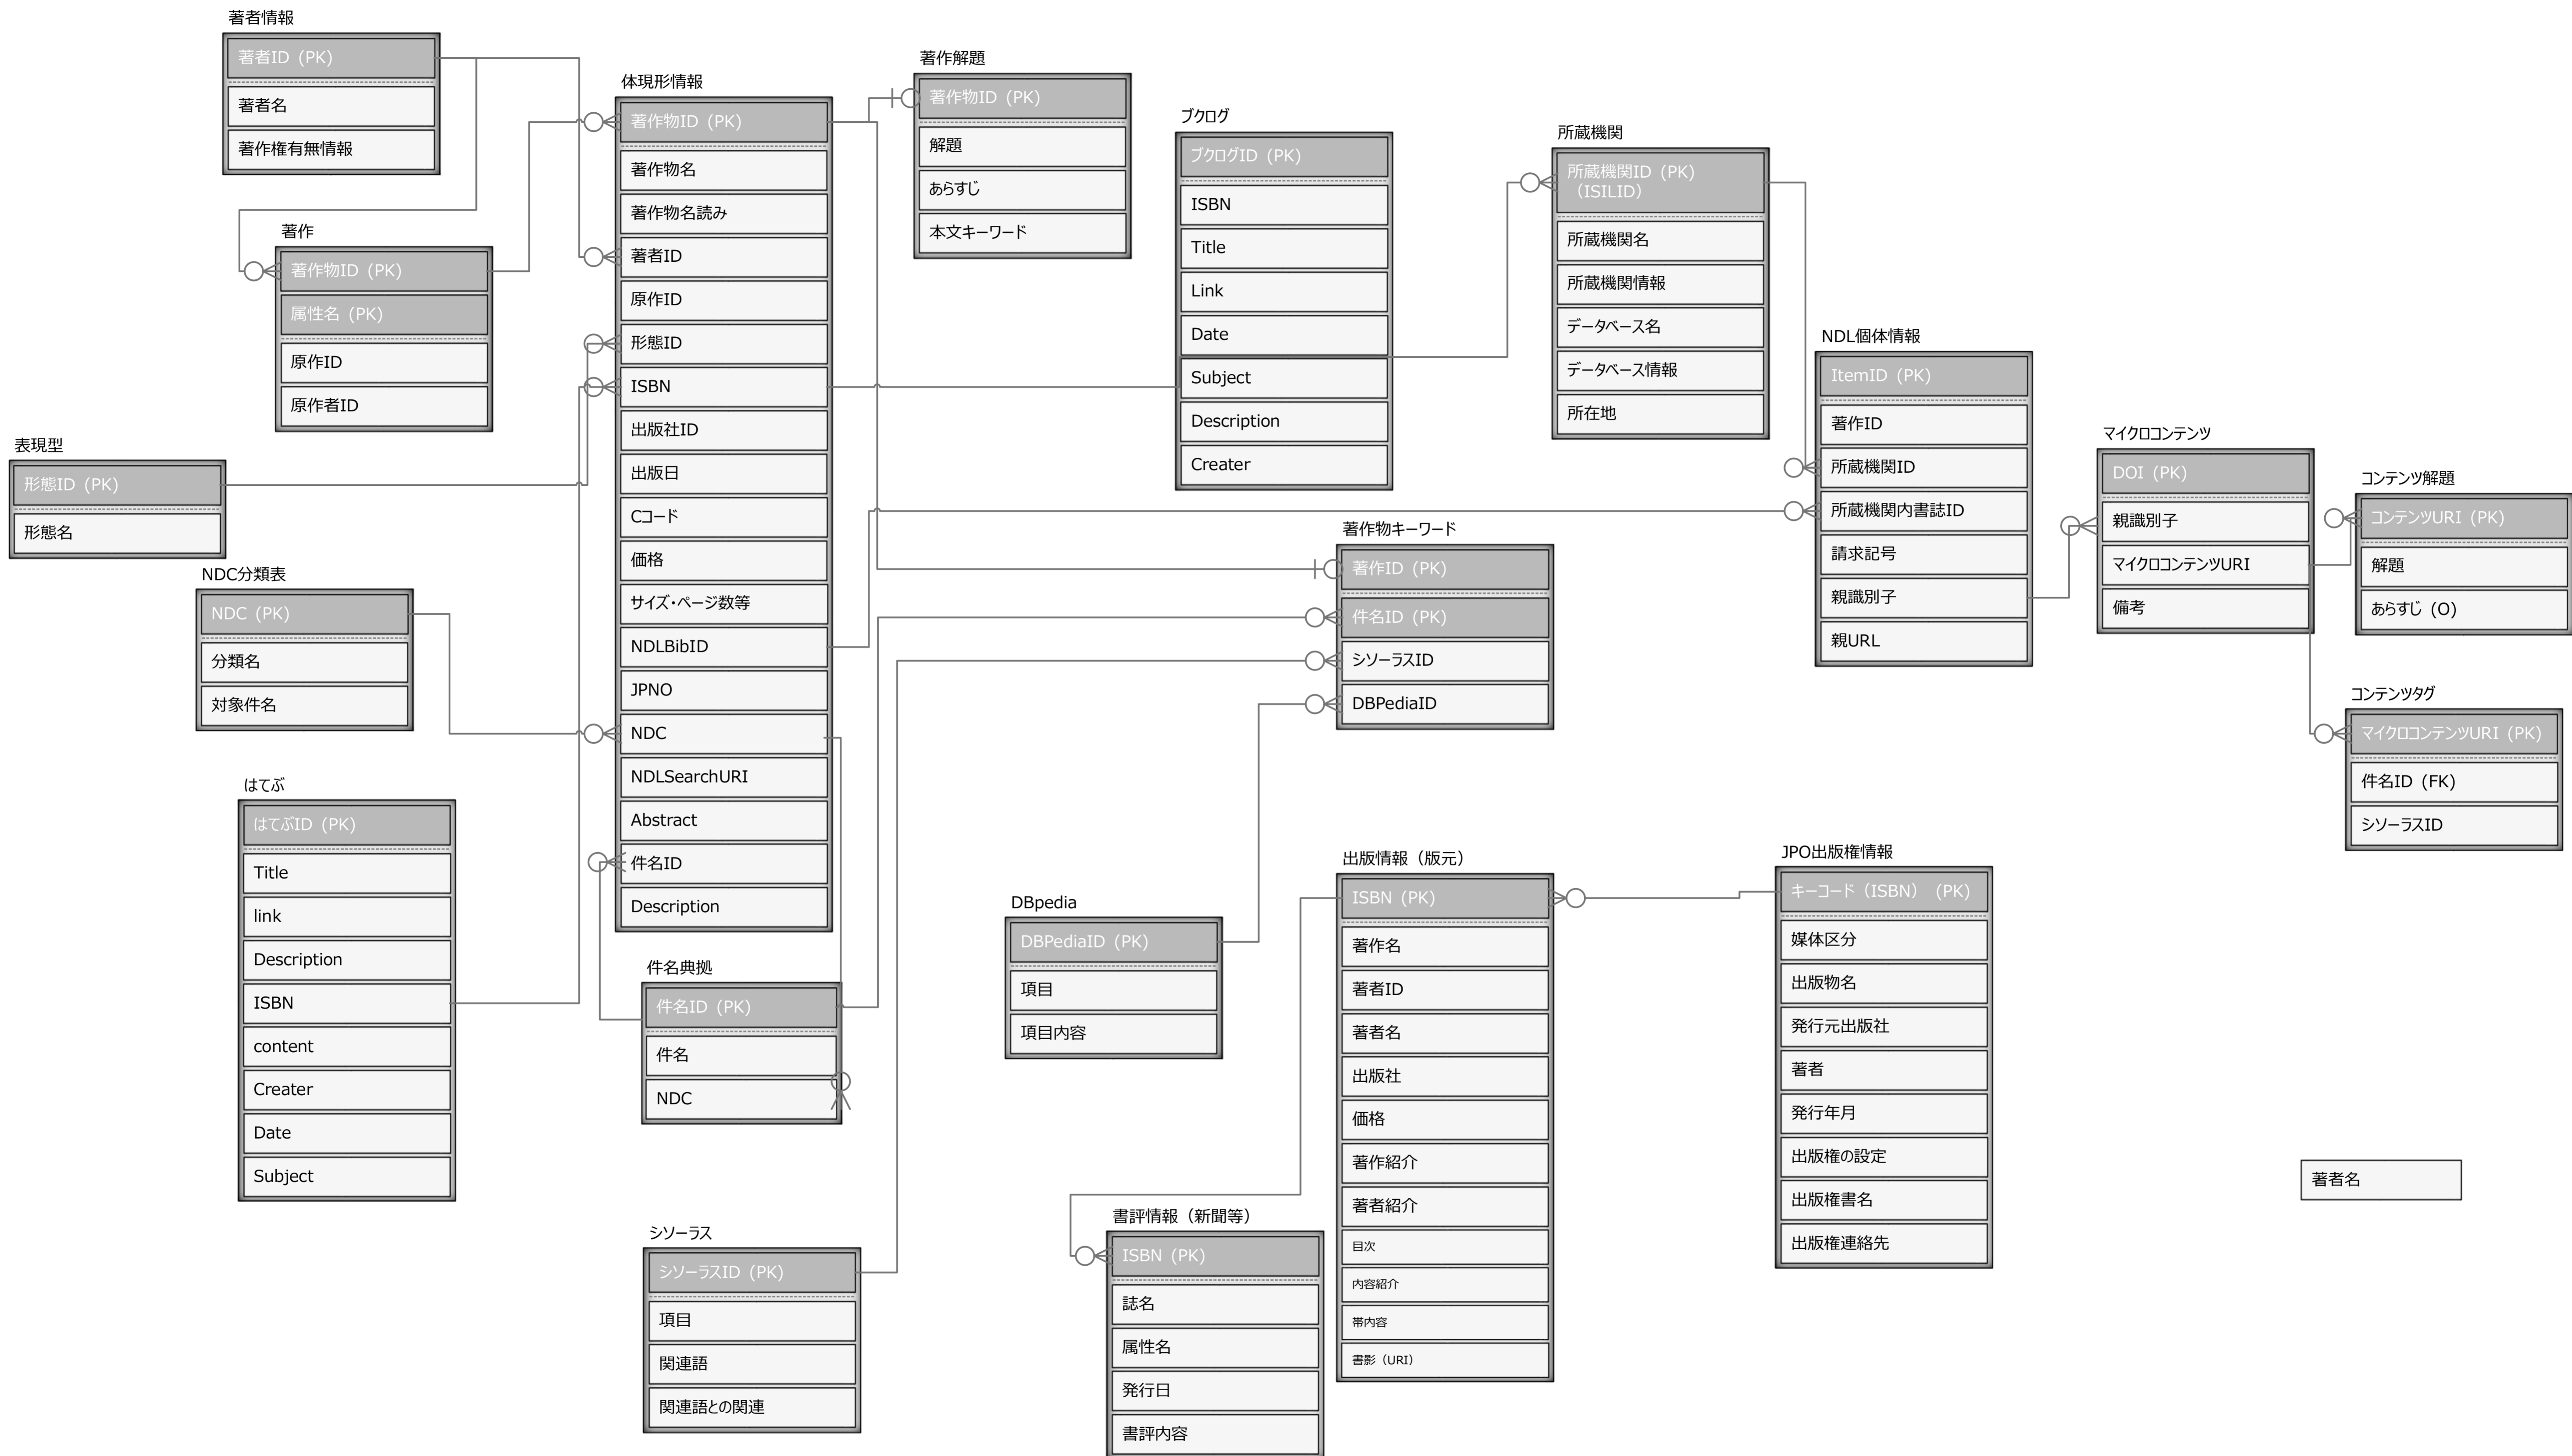 著者情報
著者ID (PK)
著者名
著作権有無情報
著作
著作物ID (PK)
属性名 (PK)
原作ID
原作者ID
表現型
形態ID (PK)
形態名
NDC分類表
NDC (PK)
分類名
対象件名
はてぶ
はてぶID (PK)
Title
link
Description
ISBN
content
Creater
Date
Subject
体現形情報
著作物ID (PK)
著作物名
著作物名読み
著者ID
原作ID
形態ID
ISBN
出版社ID
出版日
Cコード
価格
サイズ・ページ数等
NDLBibID
JPNO
NDC
NDLSearchURI
Abstract
件名ID
Description
件名典拠
件名ID (PK)
件名
NDC
シソーラス
シソーラスID (PK)
項目
関連語
関連語との関連
著作解題
著作物ID (PK)
解題
あらすじ
本文キーワード
ブクログ
ブクログID (PK)
ISBN
Title
Link
Date
Subject
Description
Creater
著作物キーワード
著作ID (PK)
件名ID (PK)
シソーラスID
DBPediaID
DBpedia
DBPediaID (PK)
項目
項目内容
書評情報（新聞等）
ISBN (PK)
誌名
属性名
発行日
書評内容
出版情報（版元）
ISBN (PK)
著作名
著者ID
著者名
出版社
価格
著作紹介
著者紹介
目次
内容紹介
帯内容
書影（URI）
所蔵機関
所蔵機関ID (PK)
（ISILID）
所蔵機関名
所蔵機関情報
データベース名
データベース情報
所在地
NDL個体情報
ItemID (PK)
著作ID
所蔵機関ID
所蔵機関内書誌ID
請求記号
親識別子
親URL
JPO出版権情報
キーコード（ISBN） (PK)
媒体区分
出版物名
発行元出版社
著者
発行年月
出版権の設定
出版権書名
出版権連絡先
マイクロコンテンツ
DOI (PK)
親識別子
マイクロコンテンツURI
備考
コンテンツ解題
コンテンツURI (PK)
解題
あらすじ (O)
コンテンツタグ
マイクロコンテンツURI (PK)
件名ID (FK)
シソーラスID
著者名